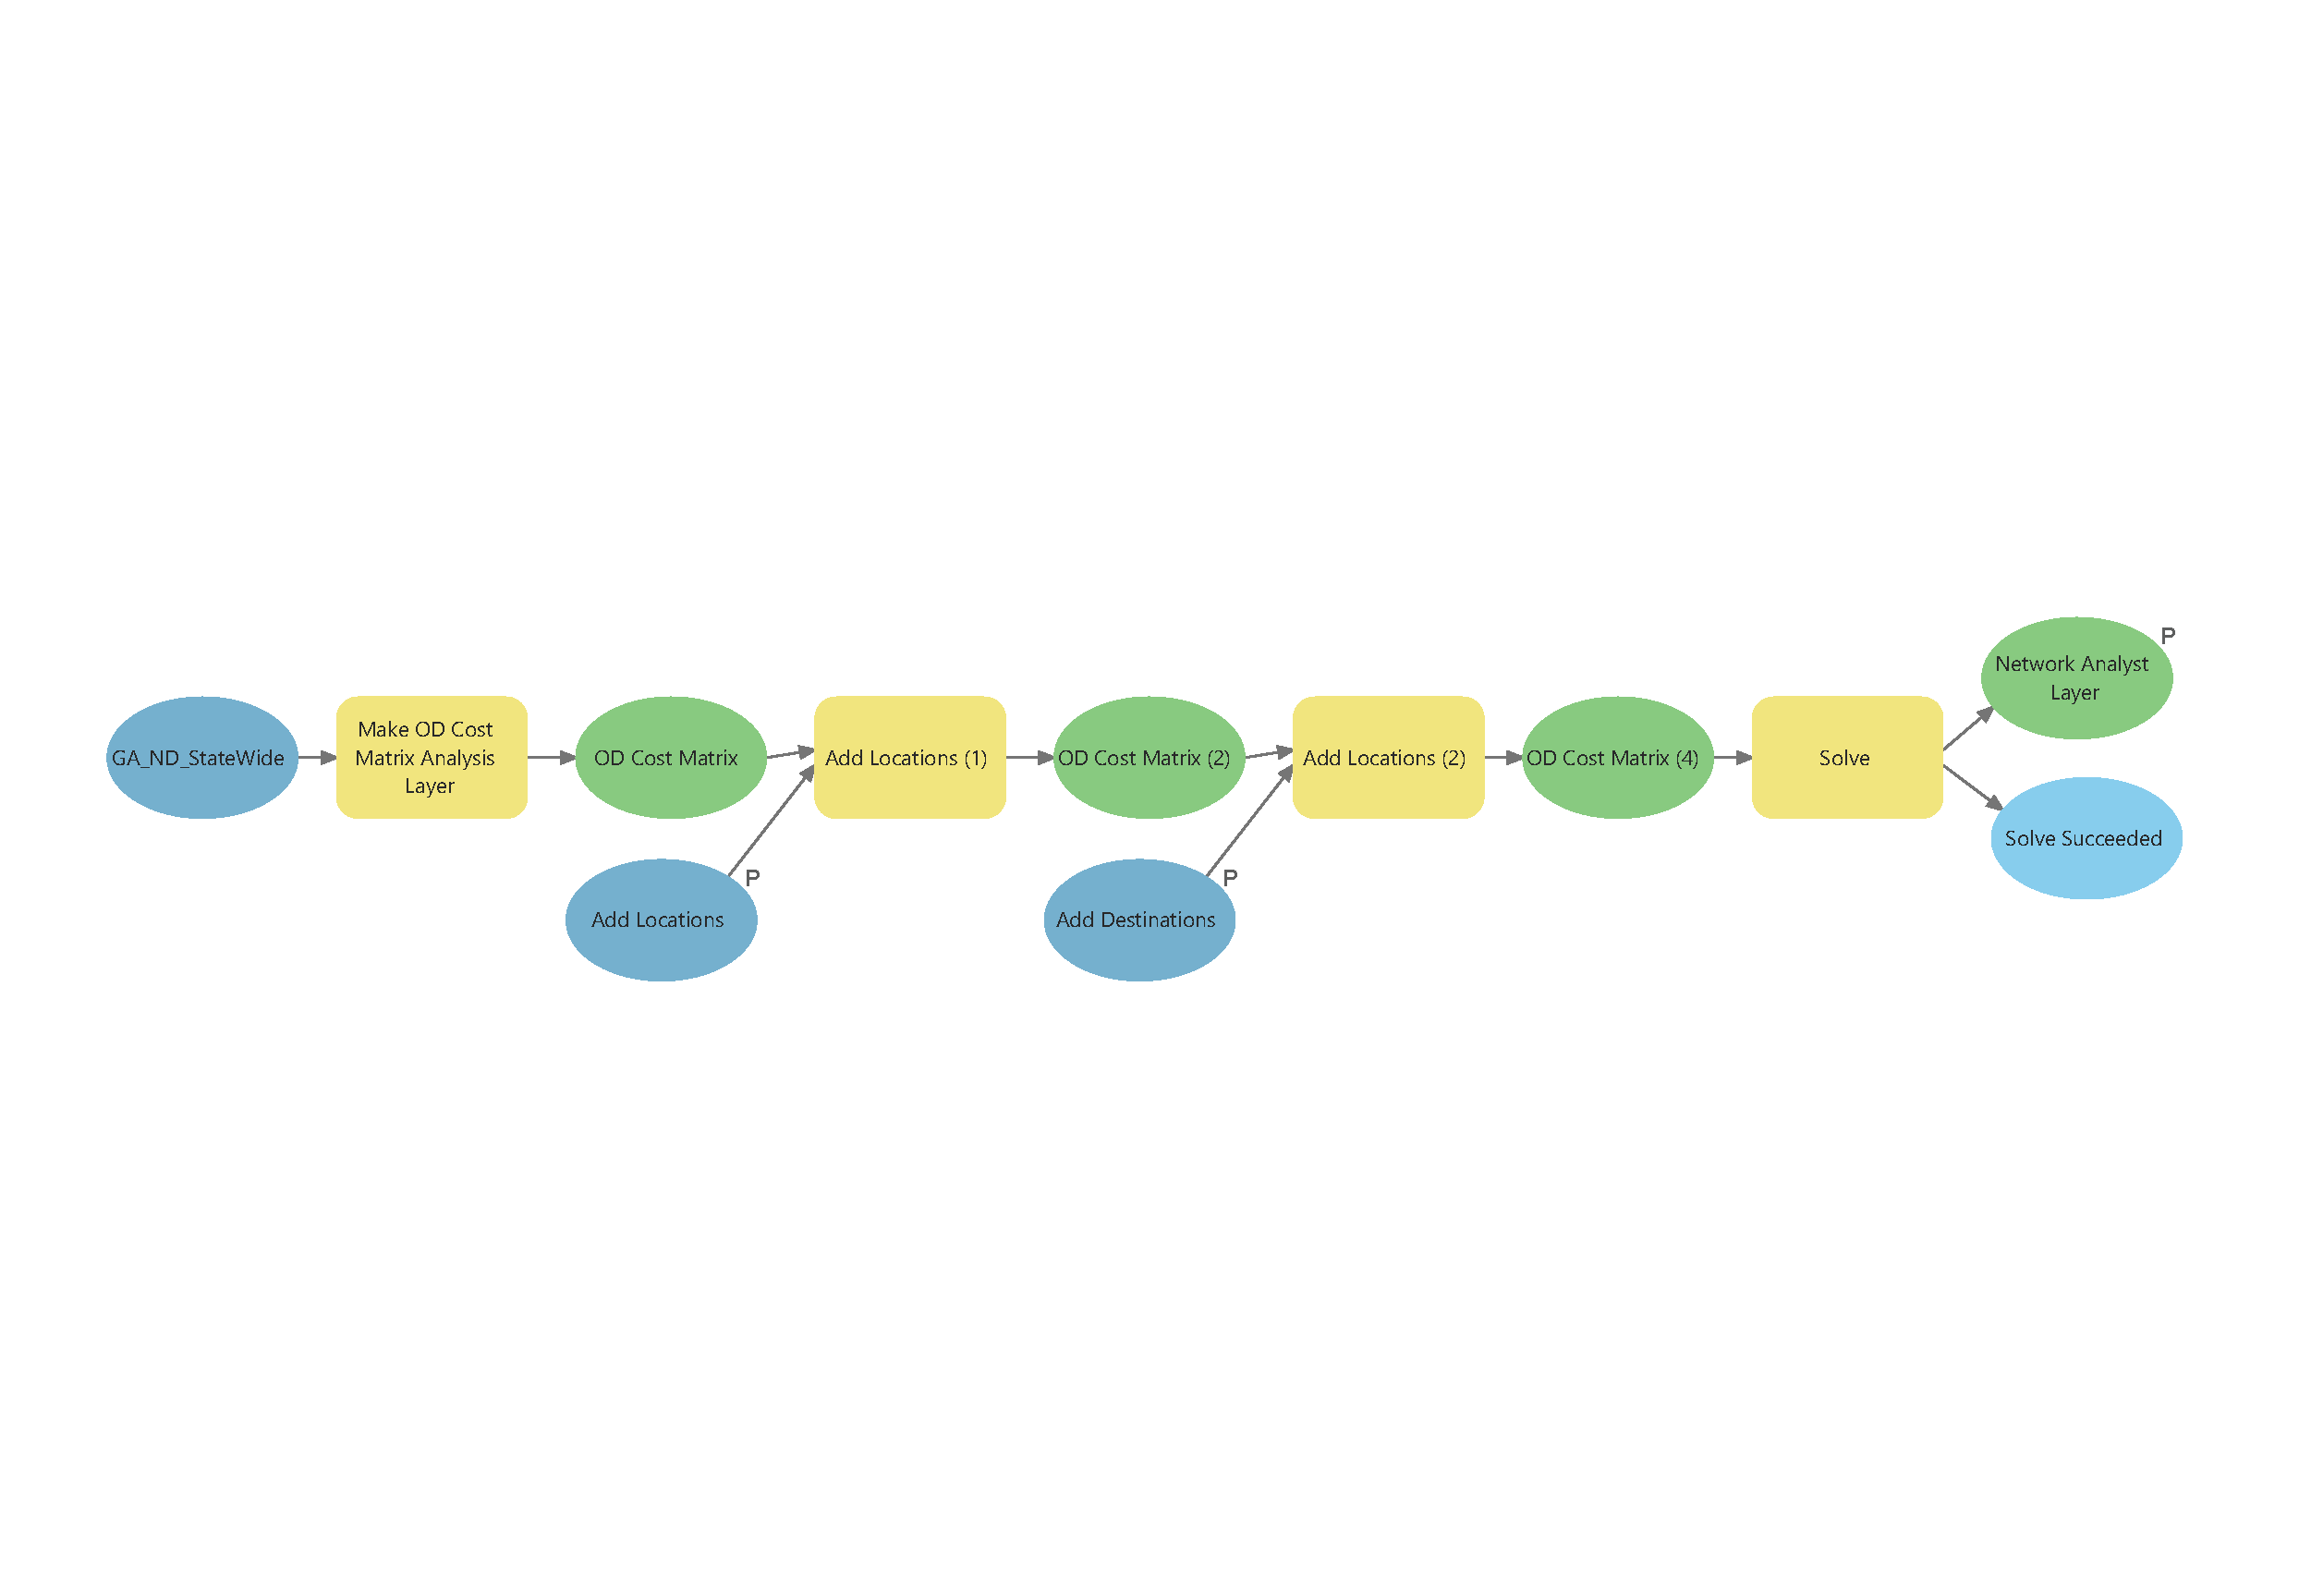 P
Network Analyst
Layer
GA_ND_StateWide
Make OD Cost
Matrix Analysis
Layer
OD Cost Matrix
Add Locations (1)
OD Cost Matrix (2)
Add Locations (2)
OD Cost Matrix (4)
Solve
Solve Succeeded
P
P
Add Locations
Add Destinations